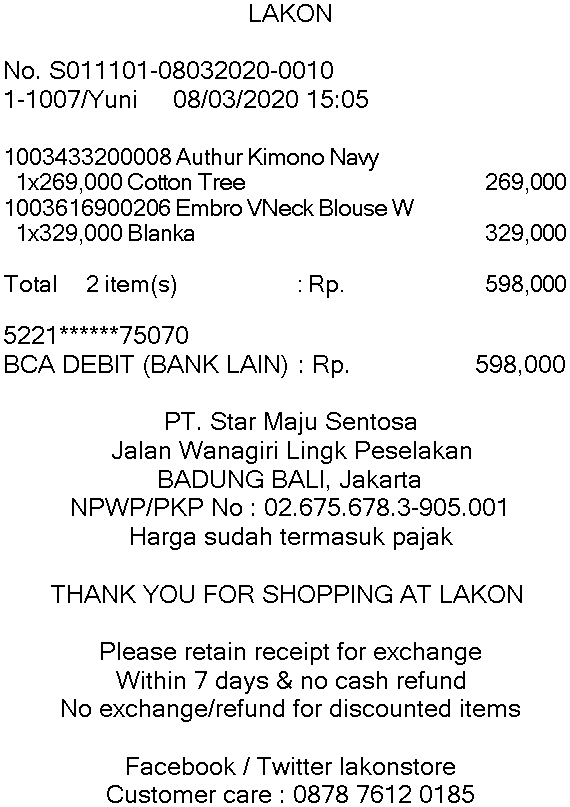 LAKON
No. S011101-08032020-0010
1-1007/Yuni 08/03/2020 15:05
1003433200008 Authur Kimono Navy
1x269,000 Cotton Tree 269,000
1003616900206 Embro VNeck Blouse W
1x329,000 Blanka 329,000
Total 2 item(s) : Rp. 598,000
5221******75070
BCA DEBIT (BANK LAIN) : Rp. 598,000
PT. Star Maju Sentosa
Jalan Wanagiri Lingk Peselakan
BADUNG BALI, Jakarta
NPWP/PKP No : 02.675.678.3-905.001
Harga sudah termasuk pajak
THANK YOU FOR SHOPPING AT LAKON
Please retain receipt for exchange
Within 7 days & no cash refund
No exchange/refund for discounted items
Facebook / Twitter lakonstore
Customer care : 0878 7612 0185